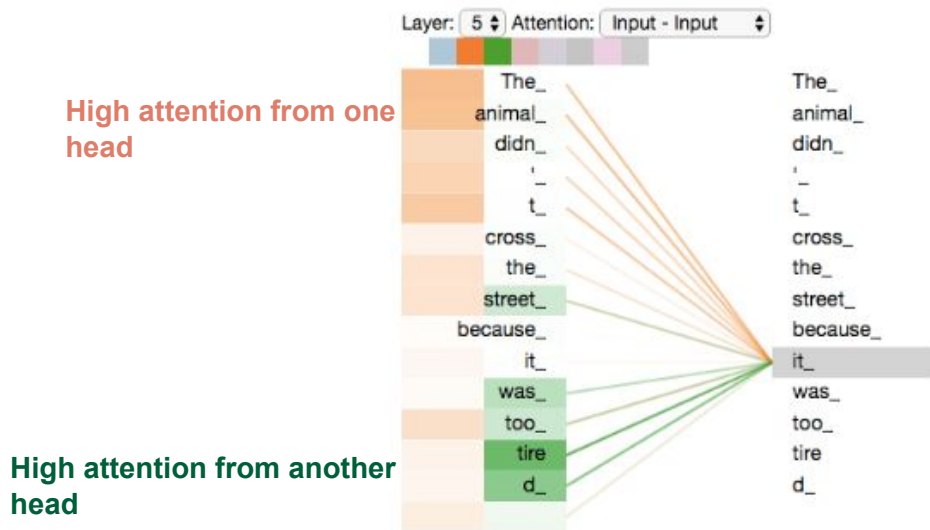 Layer: 5 Attention: Input - Input
High attention from one
head
High attention from another
head
The_
animal_
didn_
'_
t_
cross_
the_
street_
because_
it_
was_
too_
tire
d_
The_
animal_
didn_
'_
t_
cross_
the_
street_
because_
it_
was_
too_
tire
d_